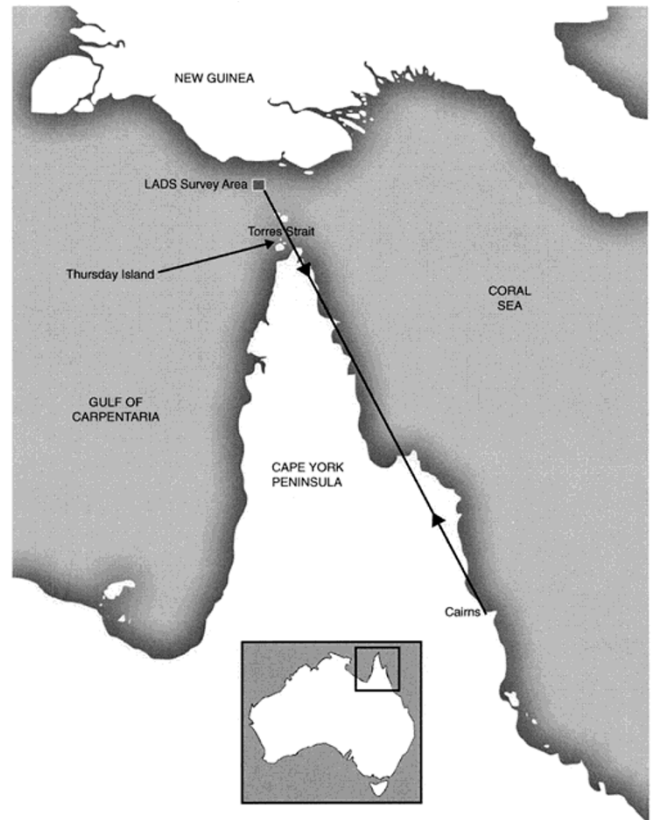 NEW GUINEA
LADS Survey Area
Torres Strait
Thursday Island
CORAL
SEA
GULF OF
CARPENTARIA
CAPE YORK
PENINSULA
Cairns